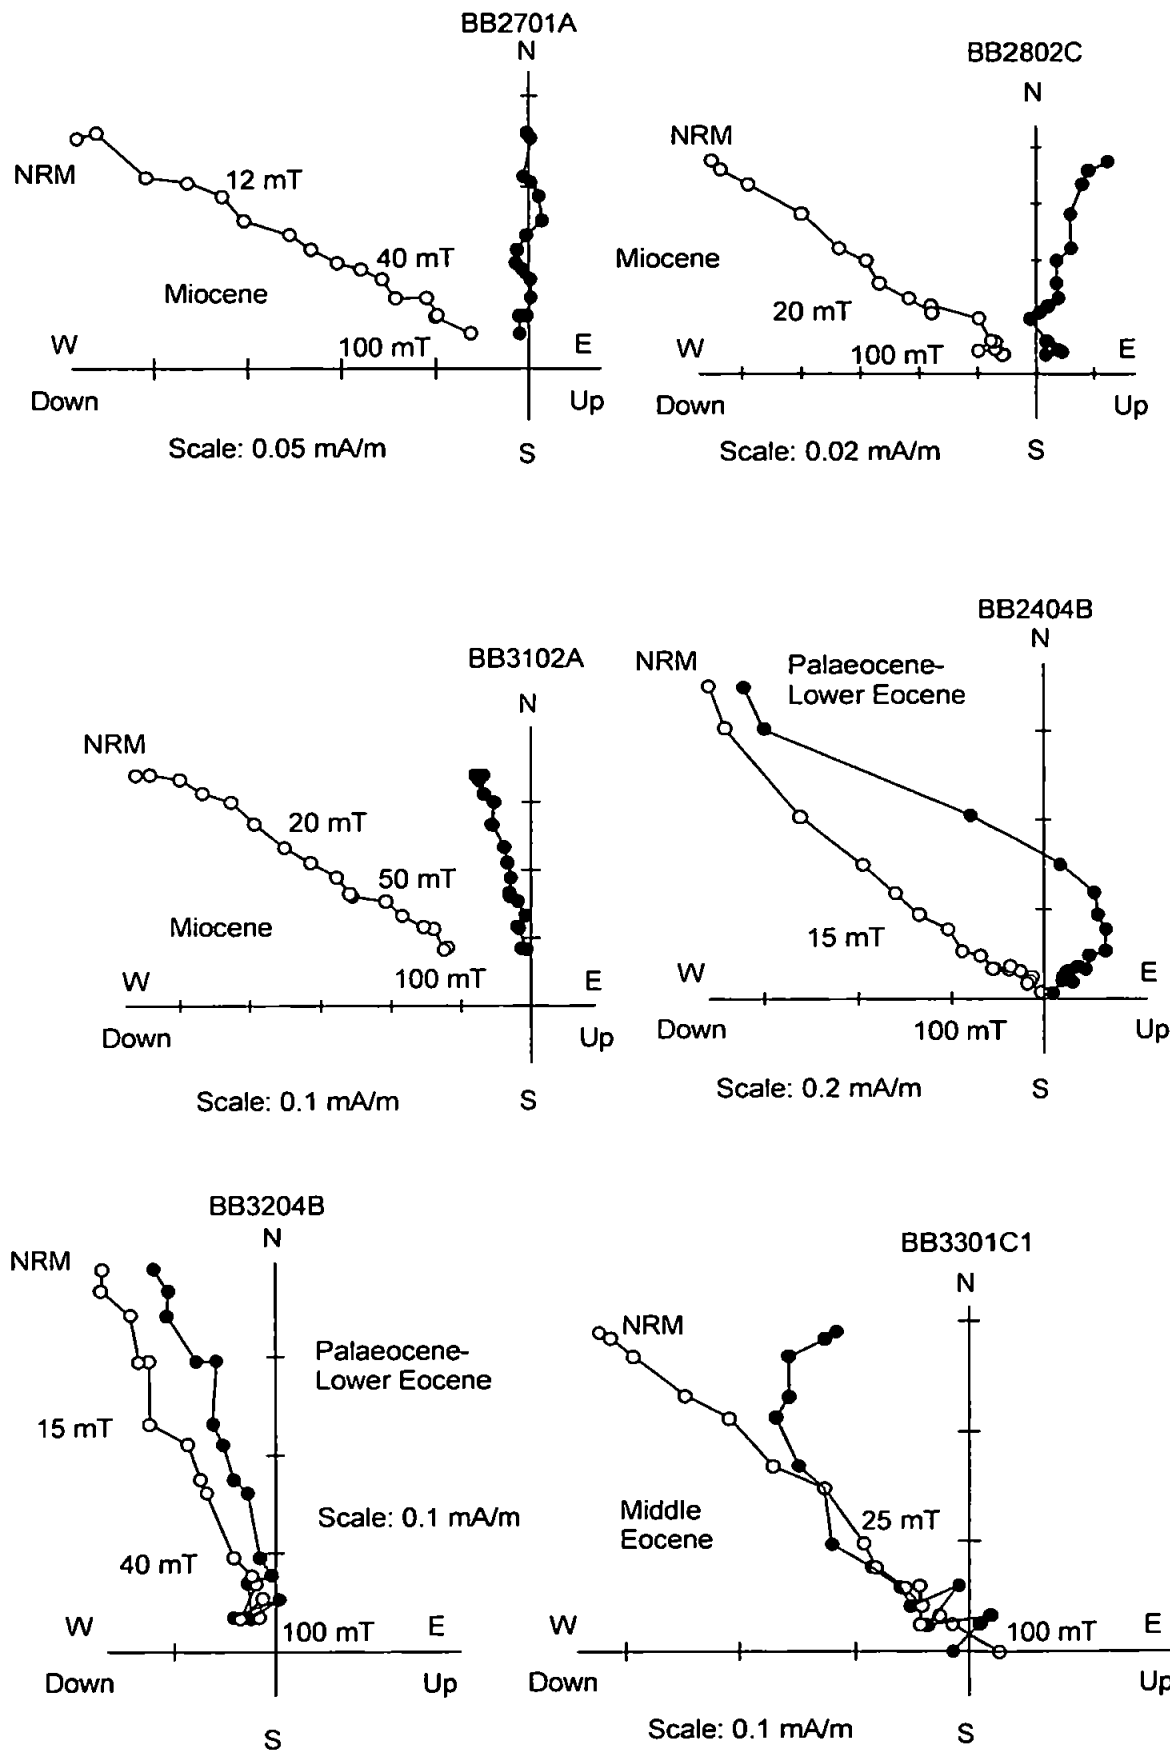 BB2701A
N
NRM
12 mT
40 mT
Miocene
100 mT
W
E
Down
Up
Scale: 0.05 mA/m
S
BB2802C
N
NRM
Miocene
20 mT
100 mT
W
E
Down
Up
Scale: 0.02 mA/m
S
BB3102A
N
NRM
20 mT
50 mT
Miocene
100 mT
W
E
Down
Up
Scale: 0.1 mA/m
S
BB2404B
N
NRM
Palaeocene-
Lower Eocene
15 mT
W
E
Down
100 mT
Up
Scale: 0.2 mA/m
S
BB3204B
N
NRM
Palaeocene-
Lower Eocene
15 mT
Scale: 0.1 mA/m
40 mT
W
100 mT
E
Down
Up
S
BB3301C1
N
NRM
Middle
Eocene
25 mT
W
100 mT
E
Down
Up
Scale: 0.1 mA/m
S